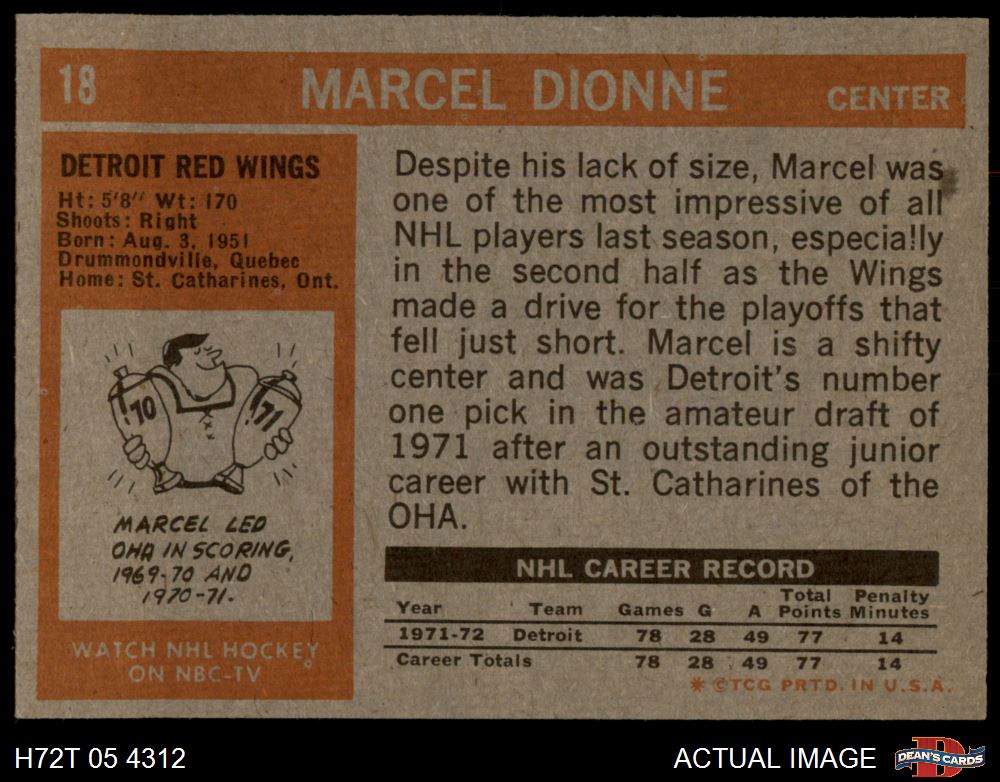 18 MARCEL DIONNE CENTER
DETROIT RED WINGS
Ht: 5'8" Wt: 170
Shoots: Right
Born: Aug. 3, 1951
Drummondville, Quebec
Home: St. Catharines, Ont.
'70 '71
MARCEL LED
OHA IN SCORING,
1969-70 AND
1970-71.
WATCH NHL HOCKEY
ON NBC-TV
Despite his lack of size, Marcel was
one of the most impressive of all
NHL players last season, especially
in the second half as the Wings
made a drive for the playoffs that
fell just short. Marcel is a shifty
center and was Detroit's number
one pick in the amateur draft of
1971 after an outstanding junior
career with St. Catharines of the
OHA.
NHL CAREER RECORD
Year Team Games G A Total Points Penalty Minutes
1971-72 Detroit 78 28 49 77 14
Career Totals 78 28 49 77 14
* ©TCG PRTD. IN U.S.A.
H72T 05 4312 ACTUAL IMAGE D DEAN'S CARDS